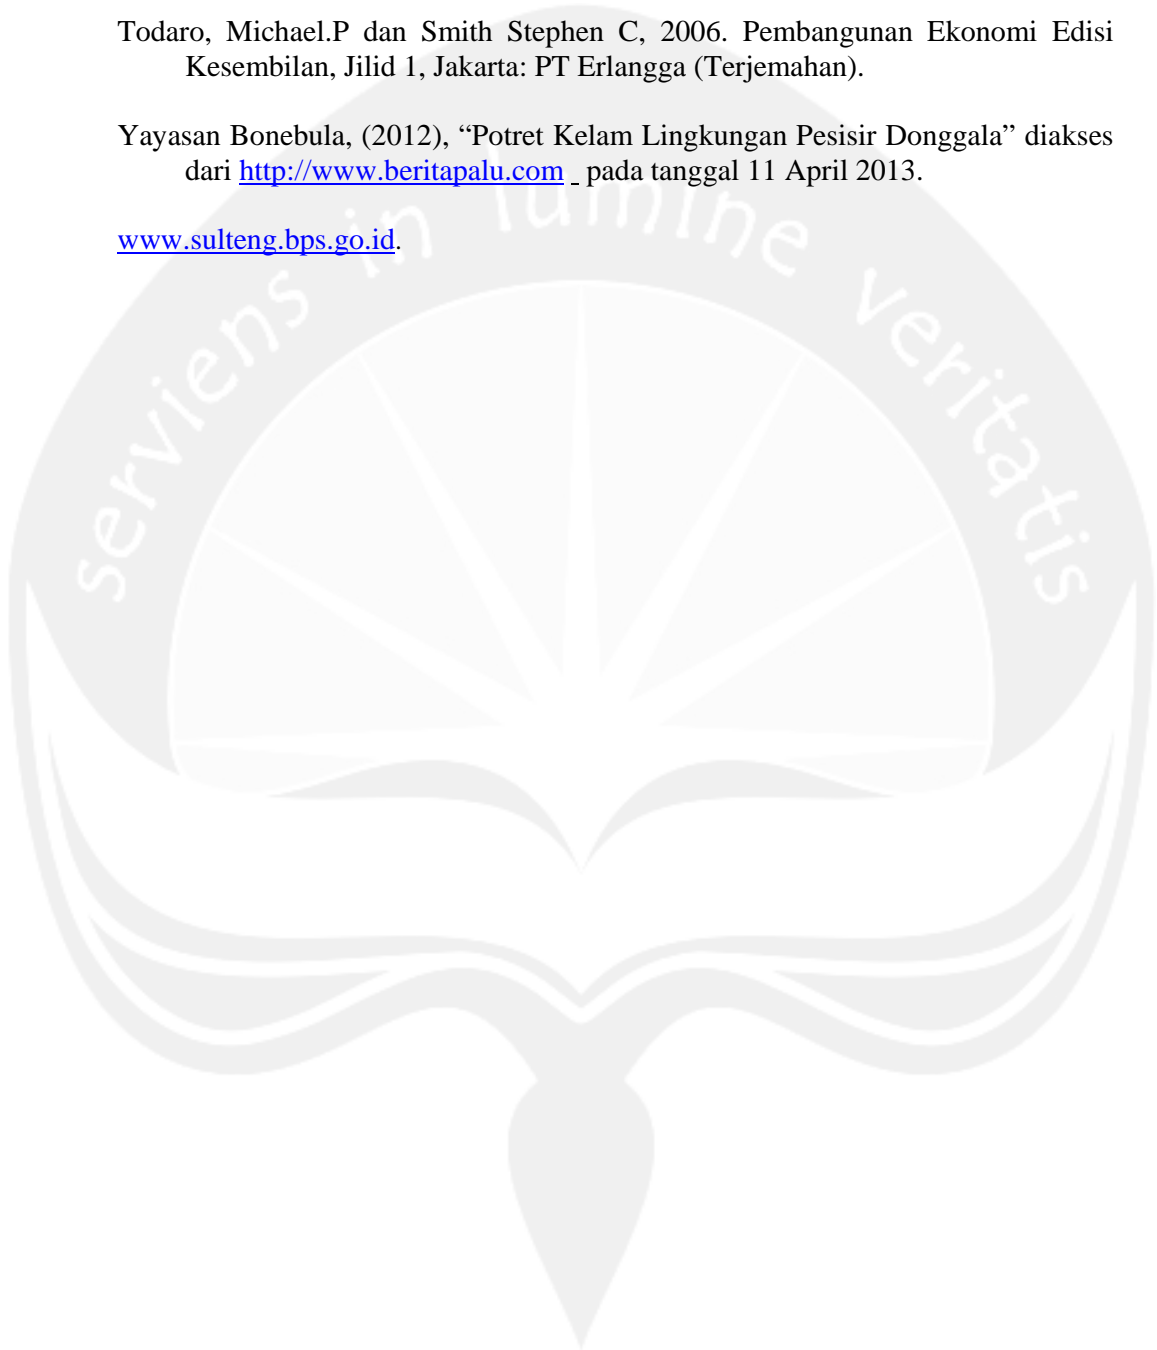 Todaro, Michael.P dan Smith Stephen C, 2006. Pembangunan Ekonomi Edisi
Kesembilan, Jilid 1, Jakarta: PT Erlangga (Terjemahan).
Yayasan Bonebula, (2012), “Potret Kelam Lingkungan Pesisir Donggala” diakses
dari http://www.beritapalu.com pada tanggal 11 April 2013.
www.sulteng.bps.go.id.
serviens in lumine veritatis